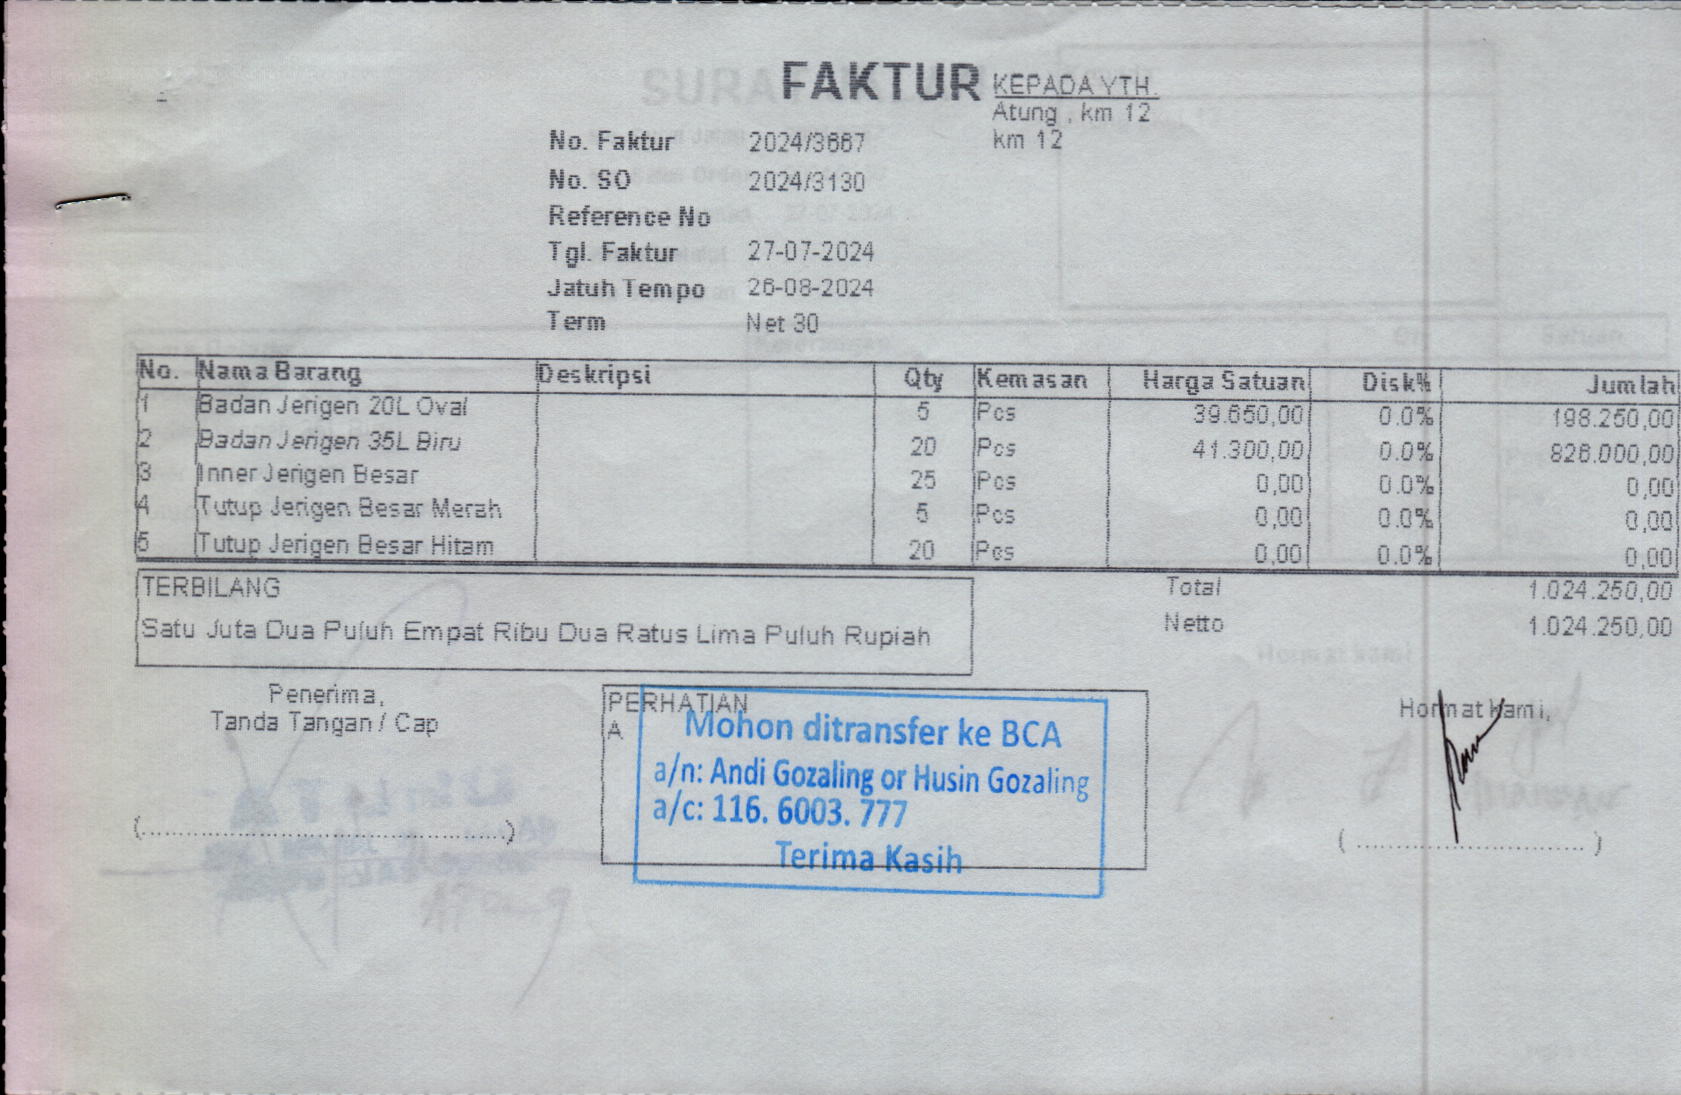 FAKTUR
KEPADA YTH.
Atung , km 12
km 12
No. Faktur 2024/3667
No. SO 2024/3130
Reference No
Tgl. Faktur 27-07-2024
Jatuh Tempo 26-08-2024
Term Net 30
No. Nama Barang Deskripsi Qty Kemasan Harga Satuan Disk% Jumlah
1 Badan Jerigen 20L Oval 5 Pcs 39.650,00 0.0% 198.250,00
2 Badan Jerigen 35L Biru 20 Pcs 41.300,00 0.0% 826.000,00
3 Inner Jerigen Besar 25 Pcs 0,00 0.0% 0,00
4 Tutup Jerigen Besar Merah 5 Pcs 0,00 0.0% 0,00
5 Tutup Jerigen Besar Hitam 20 Pcs 0,00 0.0% 0,00
TERBILANG
Satu Juta Dua Puluh Empat Ribu Dua Ratus Lima Puluh Rupiah
Total 1.024.250,00
Netto 1.024.250,00
Penerima,
Tanda Tangan / Cap
PERHATIAN
A
Mohon ditransfer ke BCA
a/n: Andi Gozaling or Husin Gozaling
a/c: 116. 6003. 777
Terima Kasih
Hormat Kami,